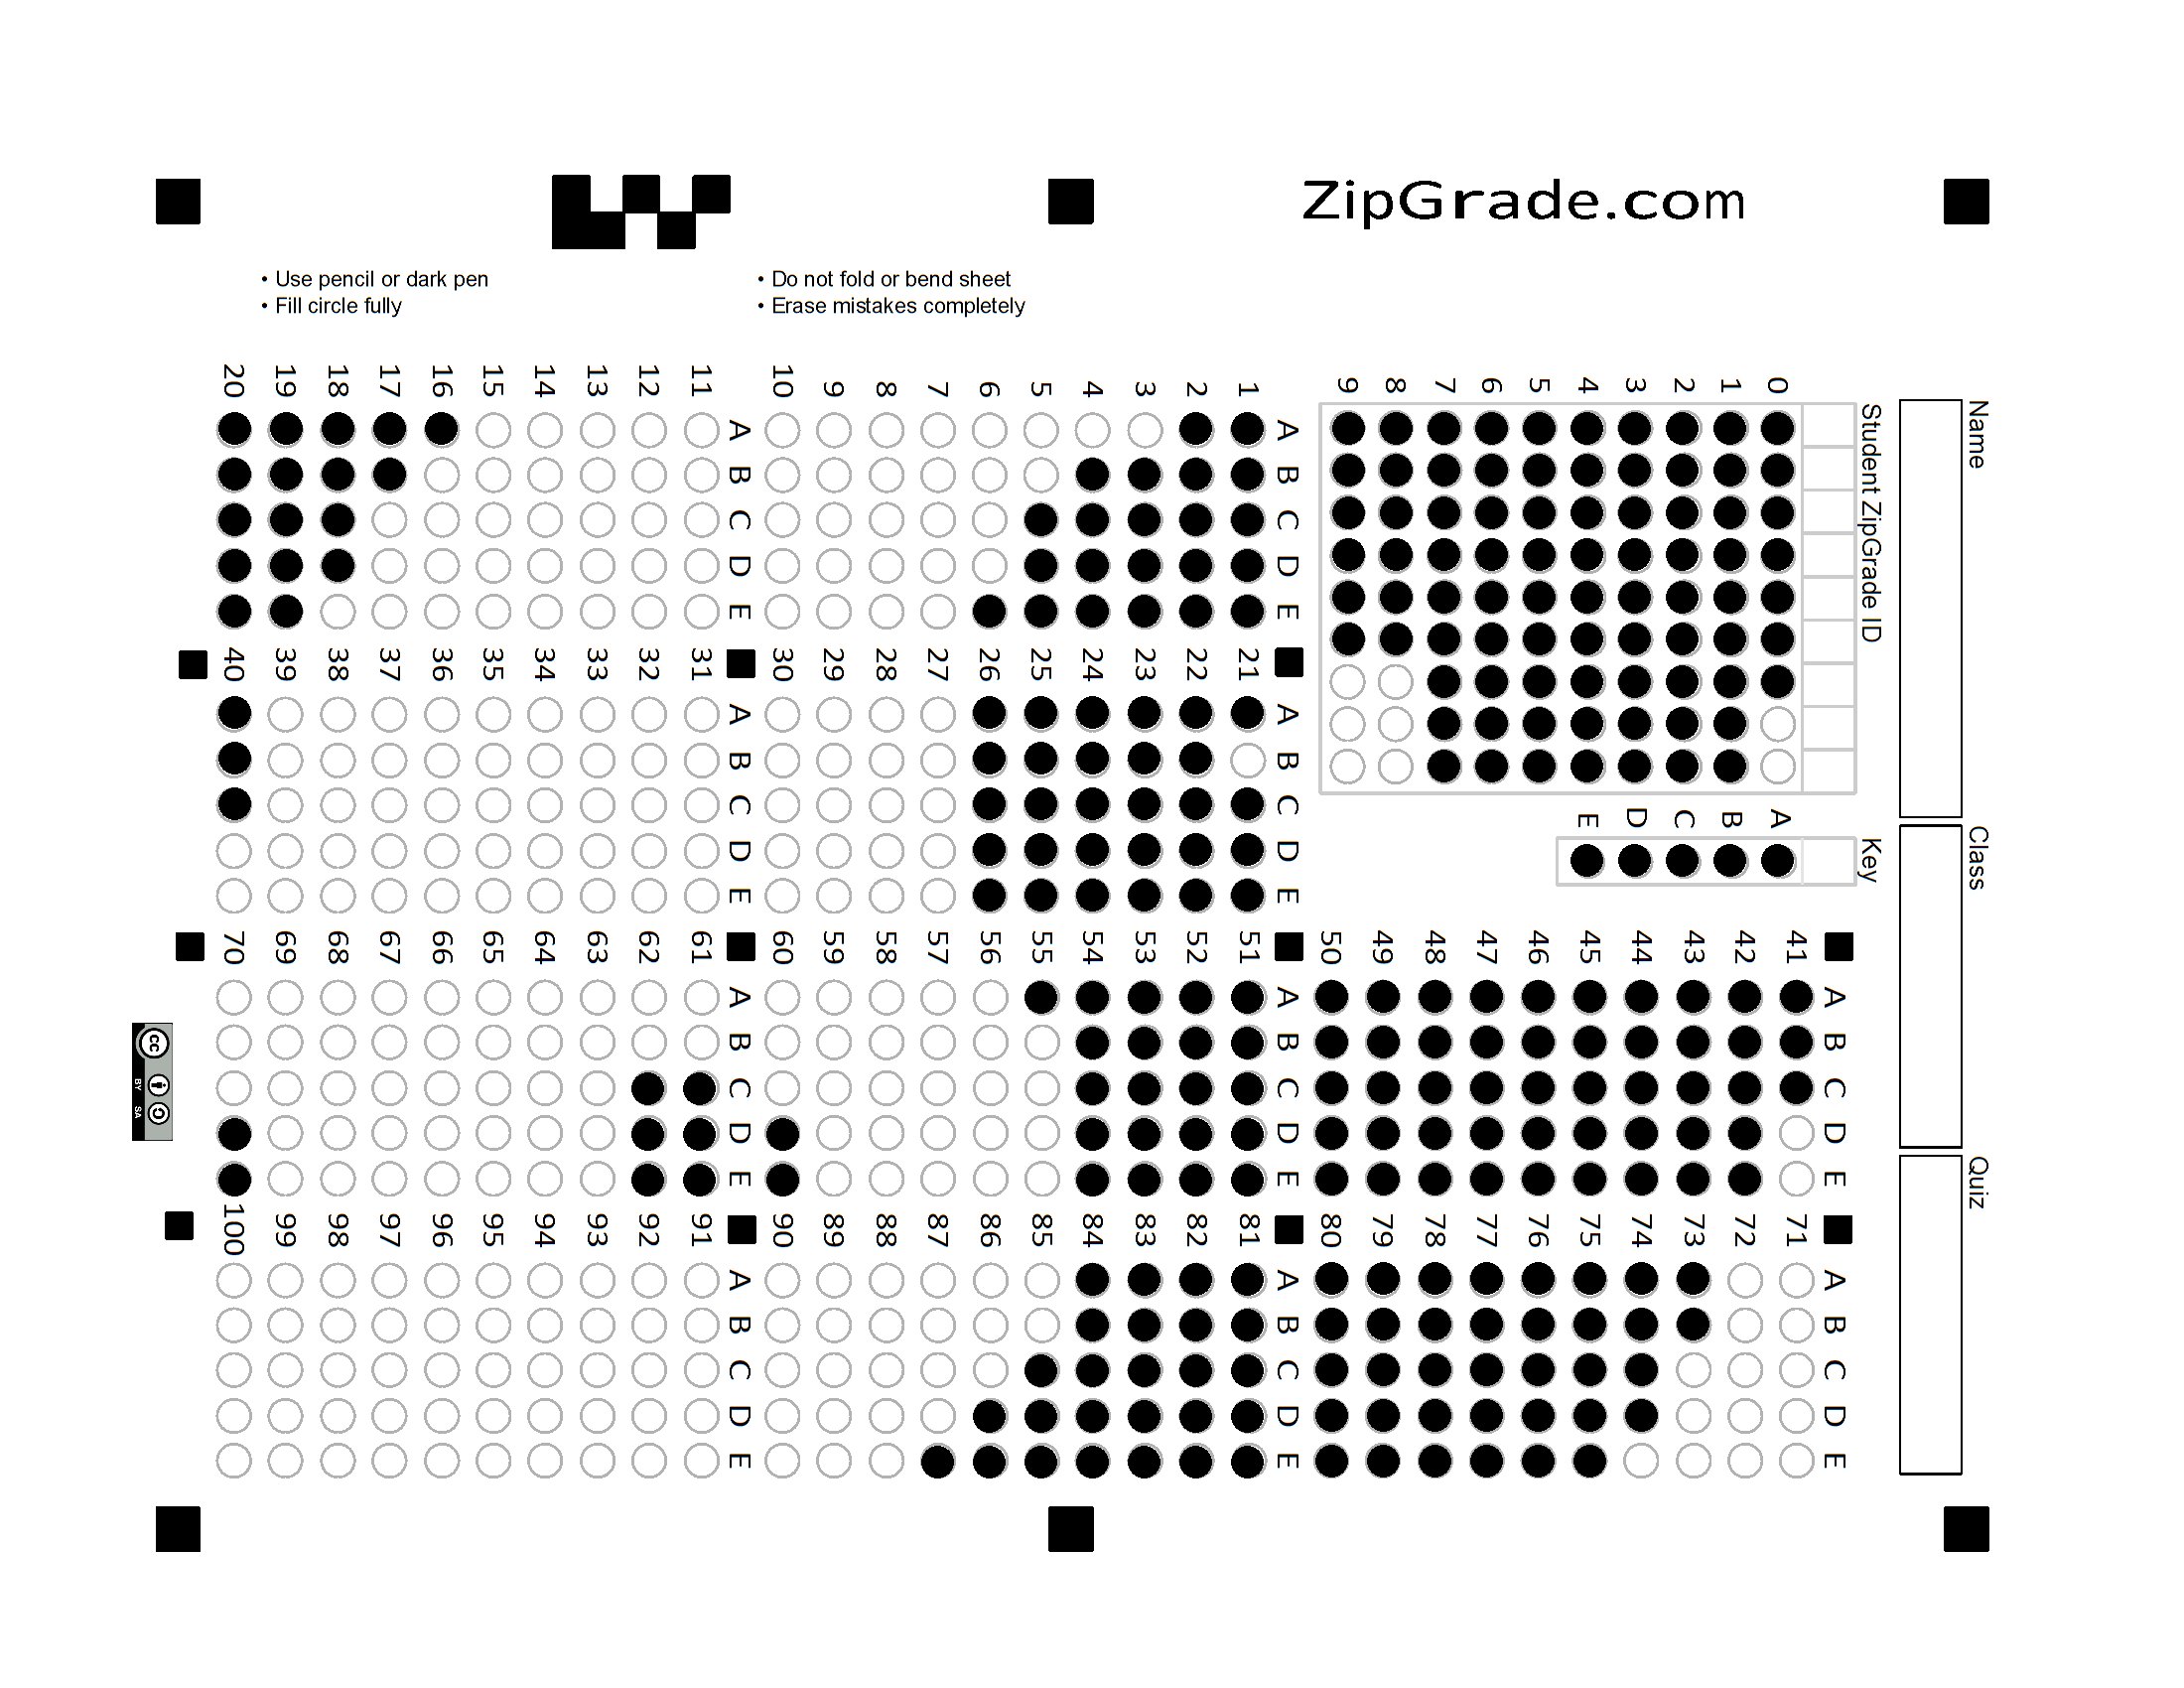 ZipGrade.com
• Use pencil or dark pen
• Fill circle fully
• Do not fold or bend sheet
• Erase mistakes completely
Name
Class
Quiz
Student ZipGrade ID
0 1 2 3 4 5 6 7 8 9
Key
A B C D E
1 2 3 4 5 6 7 8 9 10
A B C D E
11 12 13 14 15 16 17 18 19 20
A B C D E
21 22 23 24 25 26 27 28 29 30
A B C D E
31 32 33 34 35 36 37 38 39 40
A B C D E
41 42 43 44 45 46 47 48 49 50
A B C D E
51 52 53 54 55 56 57 58 59 60
A B C D E
61 62 63 64 65 66 67 68 69 70
A B C D E
71 72 73 74 75 76 77 78 79 80
A B C D E
81 82 83 84 85 86 87 88 89 90
A B C D E
91 92 93 94 95 96 97 98 99 100
A B C D E
cc
BY SA